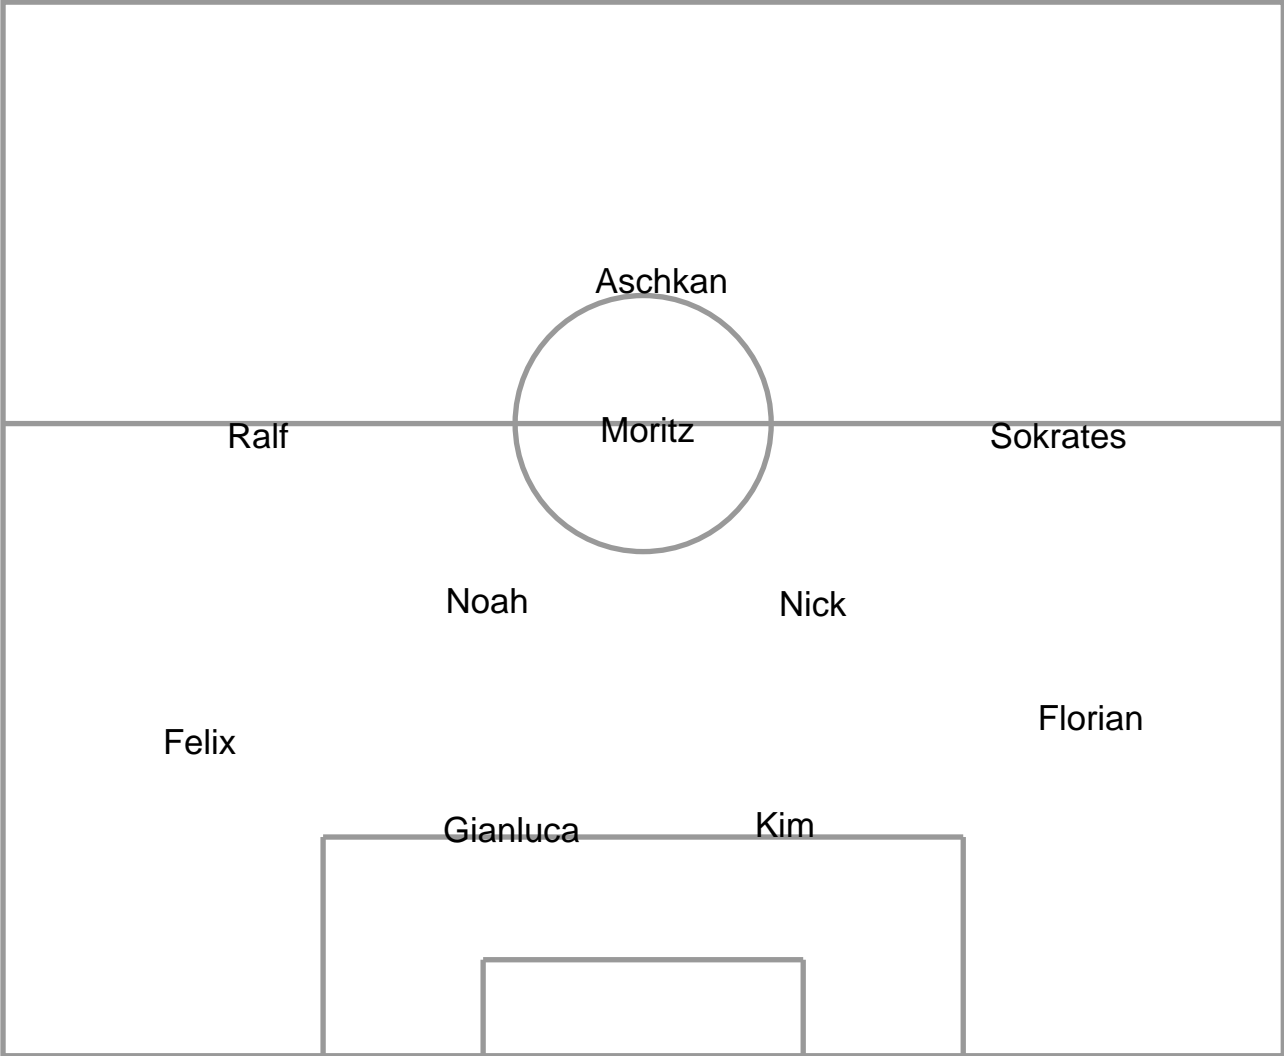 Aschkan
Ralf
Moritz
Sokrates
Noah
Nick
Florian
Felix
Kim
Gianluca